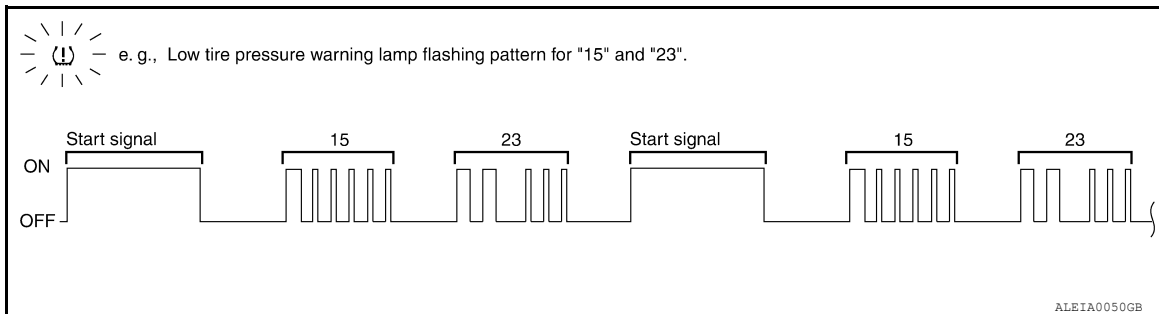 e. g., Low tire pressure warning lamp flashing pattern for "15" and "23".
Start signal 15 23 Start signal 15 23
ON
OFF
ALEIA0050GB